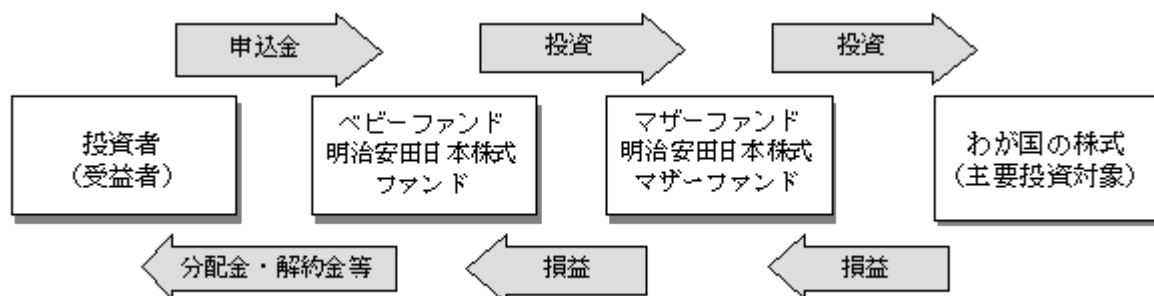 申込金
投資
投資
投資者
（受益者）
ベビーファンド
明治安田日本株式
ファンド
マザーファンド
明治安田日本株式
マザーファンド
わが国の株式
（主要投資対象）
分配金・解約金等
損益
損益